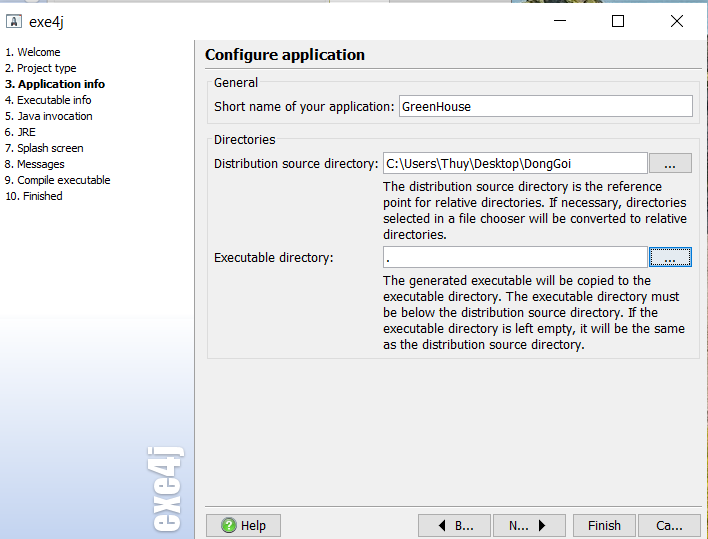 exe4j
1. Welcome
2. Project type
3. Application info
4. Executable info
5. Java invocation
6. JRE
7. Splash screen
8. Messages
9. Compile executable
10. Finished
exe4j
Configure application
General
Short name of your application: GreenHouse
Directories
Distribution source directory: C:\Users\Thuy\Desktop\DongGoi ...
The distribution source directory is the reference
point for relative directories. If necessary, directories
selected in a file chooser will be converted to relative
directories.
Executable directory: . ...
The generated executable will be copied to the
executable directory. The executable directory must
be below the distribution source directory. If the
executable directory is left empty, it will be the same
as the distribution source directory.
Help B... N... Finish Ca...